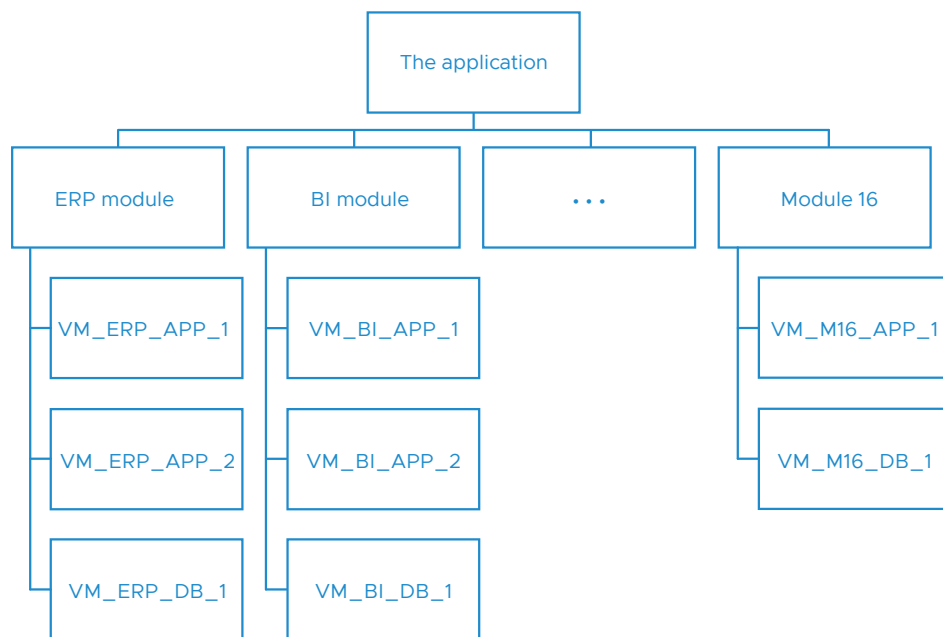 The application
ERP module
BI module
...
Module 16
VM_ERP_APP_1
VM_BI_APP_1
VM_M16_APP_1
VM_ERP_APP_2
VM_BI_APP_2
VM_M16_DB_1
VM_ERP_DB_1
VM_BI_DB_1